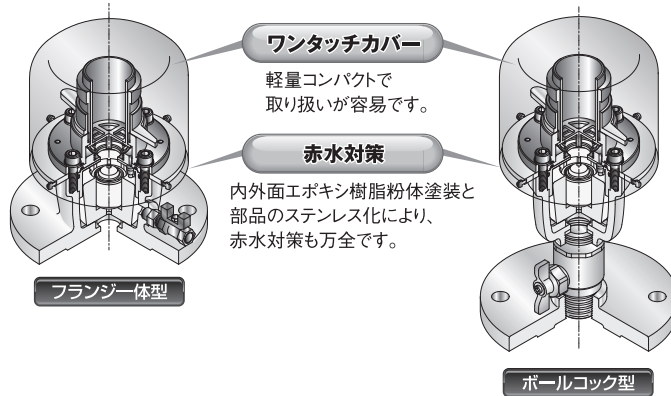 ワンタッチカバー
軽量コンパクトで
取り扱いが容易です。
赤水対策
内外面エポキシ樹脂粉体塗装と
部品のステンレス化により、
赤水対策も万全です。
フランジ一体型
ボールコック型